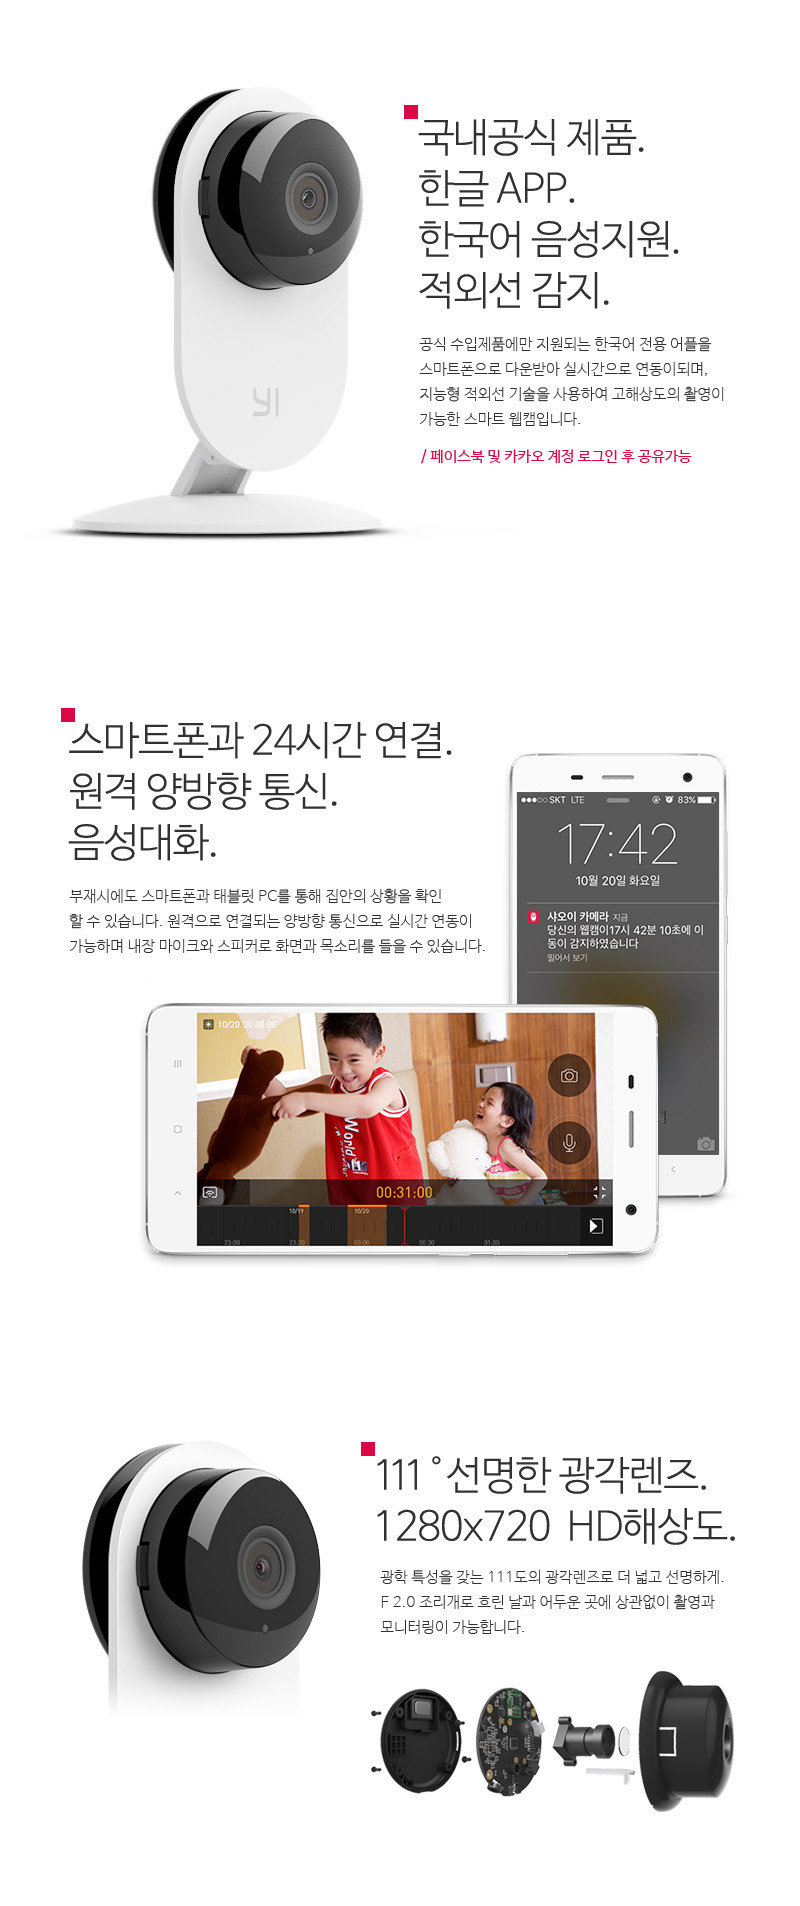 국내공식 제품.
한글 APP.
한국어 음성지원.
적외선 감지.
공식 수입제품에만 지원되는 한국어 전용 어플을
스마트폰으로 다운받아 실시간으로 연동이되며,
지능형 적외선 기술을 사용하여 고해상도의 촬영이
가능한 스마트 웹캠입니다.
/ 페이스북 및 카카오 계정 로그인 후 공유가능
YI
스마트폰과 24시간 연결.
원격 양방향 통신.
음성대화.
부재시에도 스마트폰과 태블릿 PC를 통해 집안의 상황을 확인
할 수 있습니다. 원격으로 연결되는 양방향 통신으로 실시간 연동이
가능하며 내장 마이크와 스피커로 화면과 목소리를 들을 수 있습니다.
SKT LTE 83%
17:42
10월 20일 화요일
샤오이 카메라 지금
당신의 웹캠이17시 42분 10초에 이
동이 감지하였습니다
밀어서 보기
10/20 00:08:00
World
00:31:00
10/19 10/20
23:00 23:30 00:00 00:30 01:00
111˚선명한 광각렌즈.
1280x720 HD해상도.
광학 특성을 갖는 111도의 광각렌즈로 더 넓고 선명하게.
F 2.0 조리개로 흐린 날과 어두운 곳에 상관없이 촬영과
모니터링이 가능합니다.